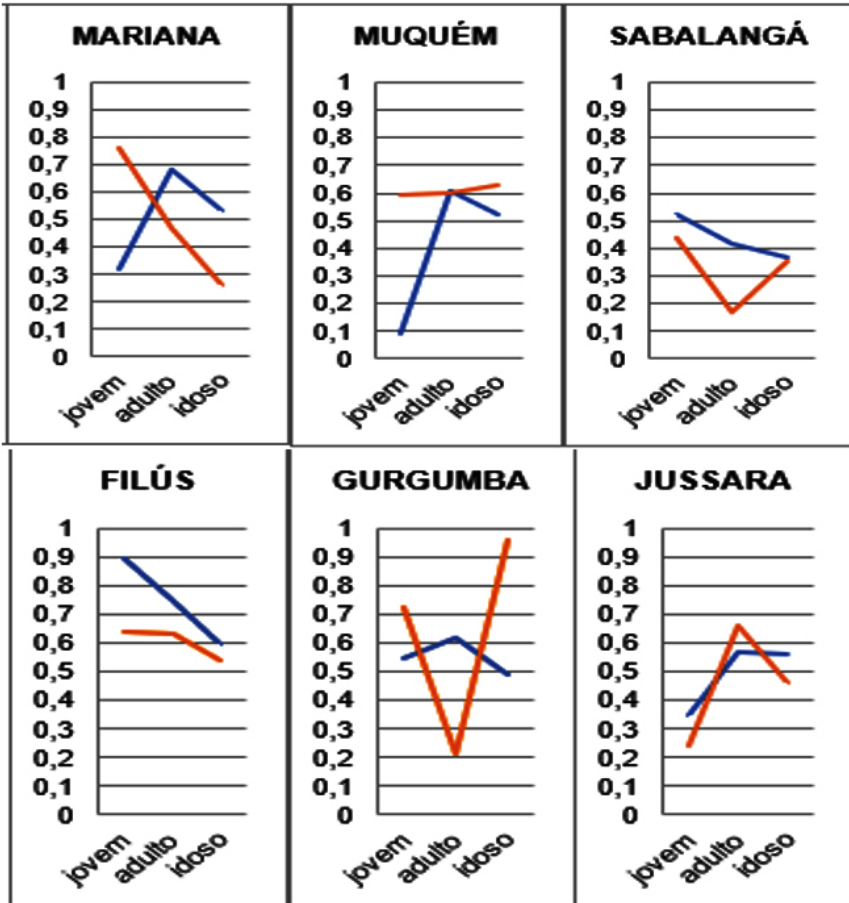 MARIANA
1
0,9
0,8
0,7
0,6
0,5
0,4
0,3
0,2
0,1
0
jovem
adulto
idoso
MUQUÉM
1
0,9
0,8
0,7
0,6
0,5
0,4
0,3
0,2
0,1
0
jovem
adulto
idoso
SABALANGÁ
1
0,9
0,8
0,7
0,6
0,5
0,4
0,3
0,2
0,1
0
jovem
adulto
idoso
FILÚS
1
0,9
0,8
0,7
0,6
0,5
0,4
0,3
0,2
0,1
0
jovem
adulto
idoso
GURGUMBA
1
0,9
0,8
0,7
0,6
0,5
0,4
0,3
0,2
0,1
0
jovem
adulto
idoso
JUSSARA
1
0,9
0,8
0,7
0,6
0,5
0,4
0,3
0,2
0,1
0
jovem
adulto
idoso